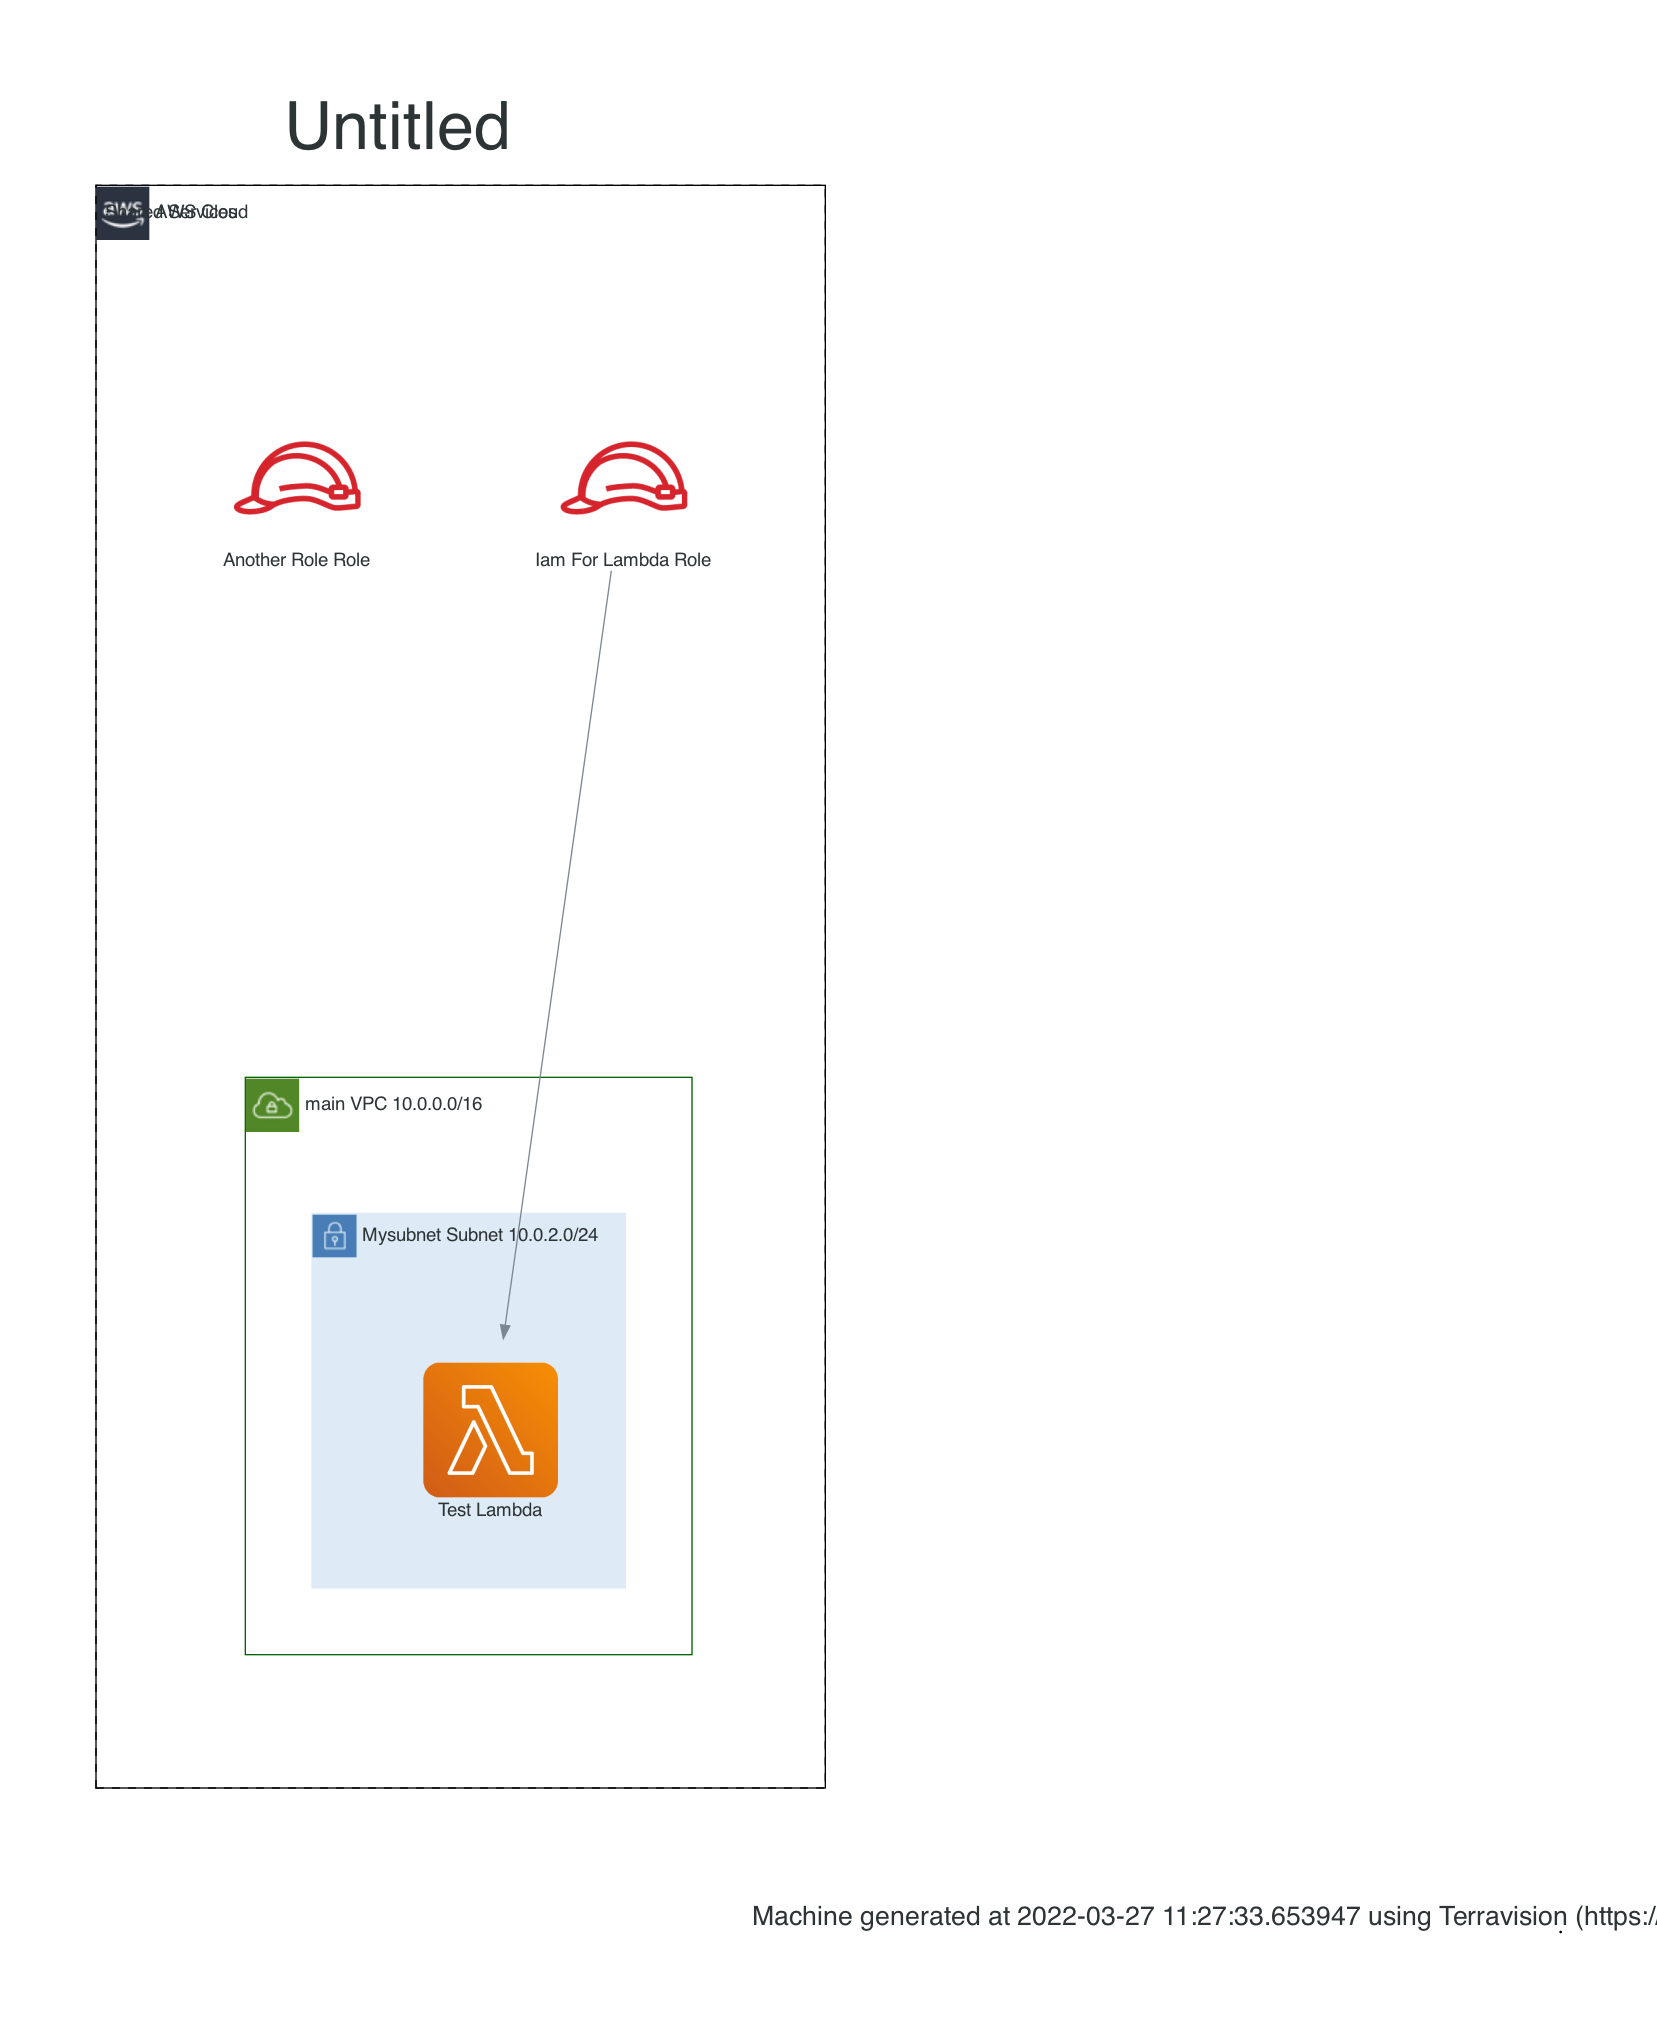 Untitled
AWS Cloud
Another Role Role
Iam For Lambda Role
main VPC 10.0.0.0/16
Mysubnet Subnet 10.0.2.0/24
Test Lambda
Machine generated at 2022-03-27 11:27:33.653947 using Terravision (https:/